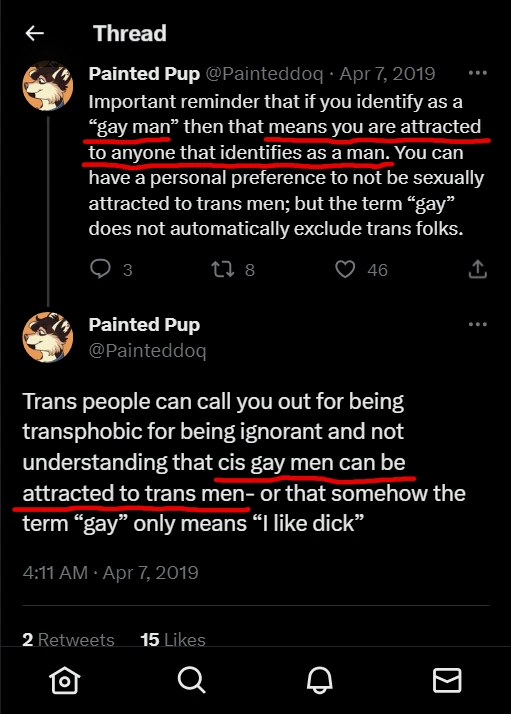 Thread
Painted Pup @Painteddoq · Apr 7, 2019
Important reminder that if you identify as a
“gay man” then that means you are attracted
to anyone that identifies as a man. You can
have a personal preference to not be sexually
attracted to trans men; but the term “gay”
does not automatically exclude trans folks.
3 8 46
Painted Pup
@Painteddoq
Trans people can call you out for being
transphobic for being ignorant and not
understanding that cis gay men can be
attracted to trans men- or that somehow the
term “gay” only means “I like dick”
4:11 AM · Apr 7, 2019
2 Retweets 15 Likes